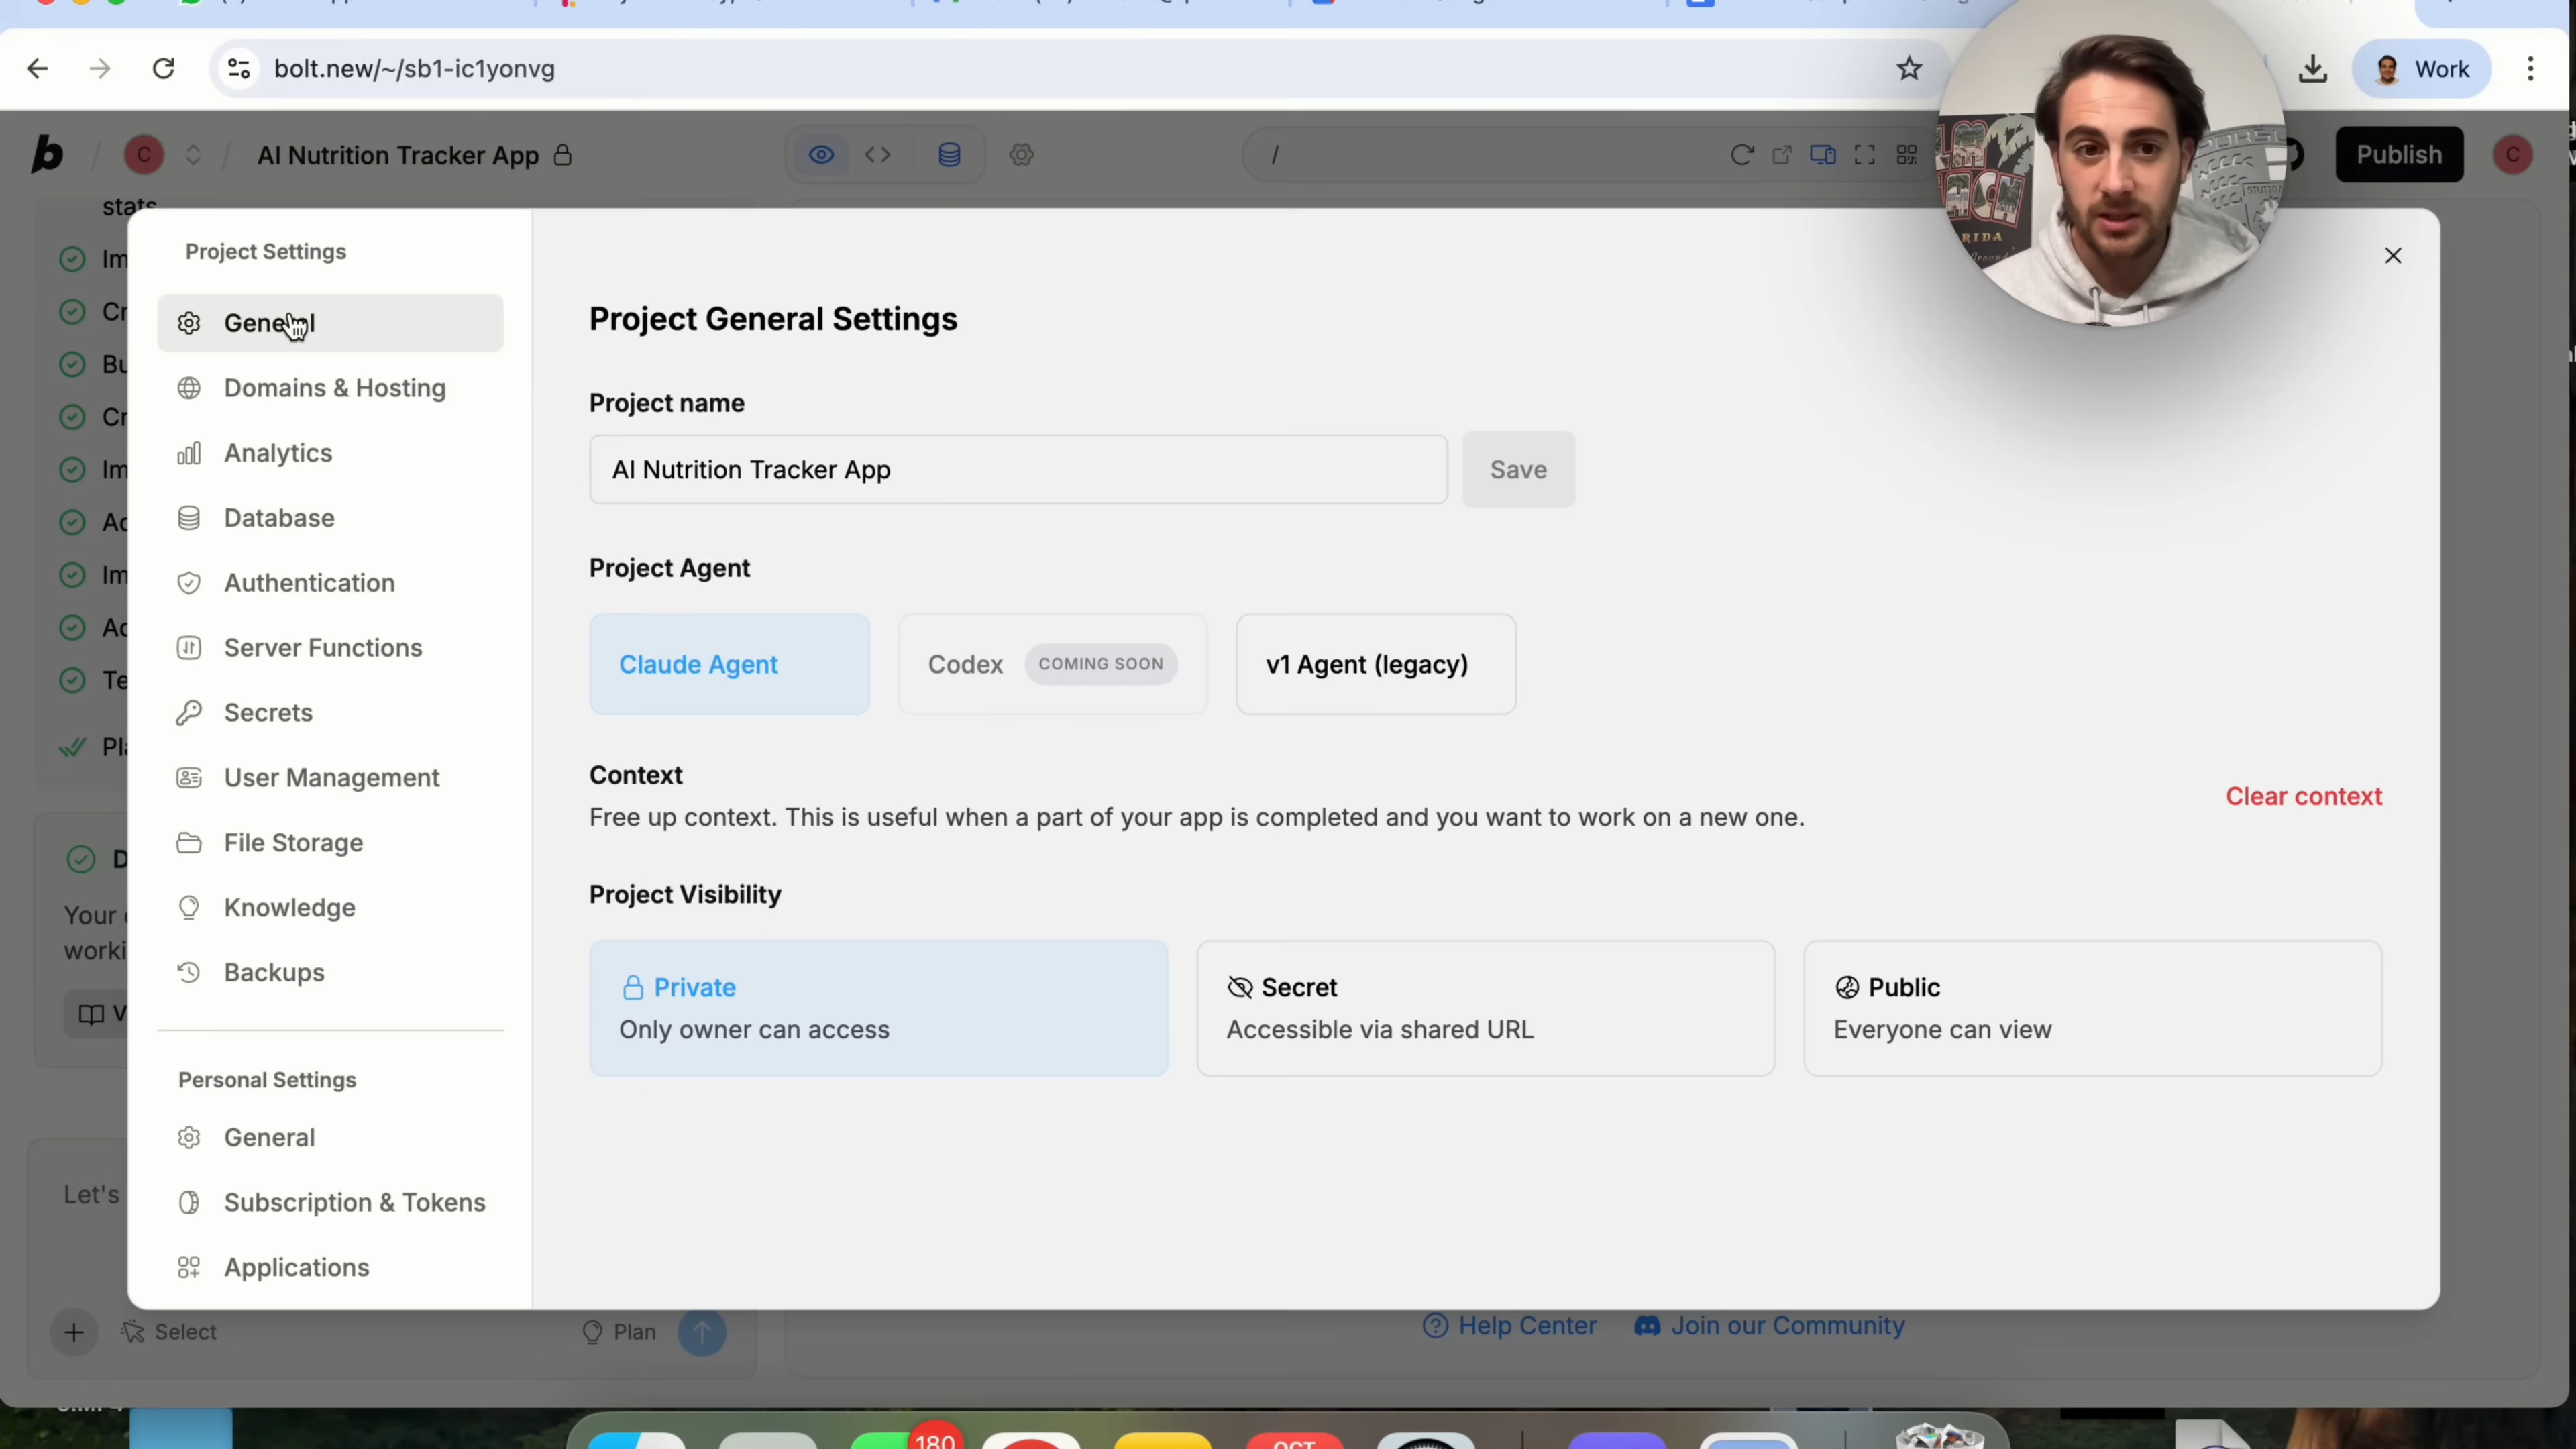 bolt.new/~/sb1-ic1yonvg
Work
C
AI Nutrition Tracker App
/
Publish
C
stats
Project Settings
General
Domains & Hosting
Analytics
Database
Authentication
Server Functions
Secrets
User Management
File Storage
Knowledge
Backups
Personal Settings
General
Subscription & Tokens
Applications
Project General Settings
Project name
AI Nutrition Tracker App
Save
Project Agent
Claude Agent
Codex
COMING SOON
v1 Agent (legacy)
Context
Free up context. This is useful when a part of your app is completed and you want to work on a new one.
Clear context
Project Visibility
Private
Only owner can access
Secret
Accessible via shared URL
Public
Everyone can view
Your
Let's
Select
Plan
Help Center
Join our Community
180
OCT